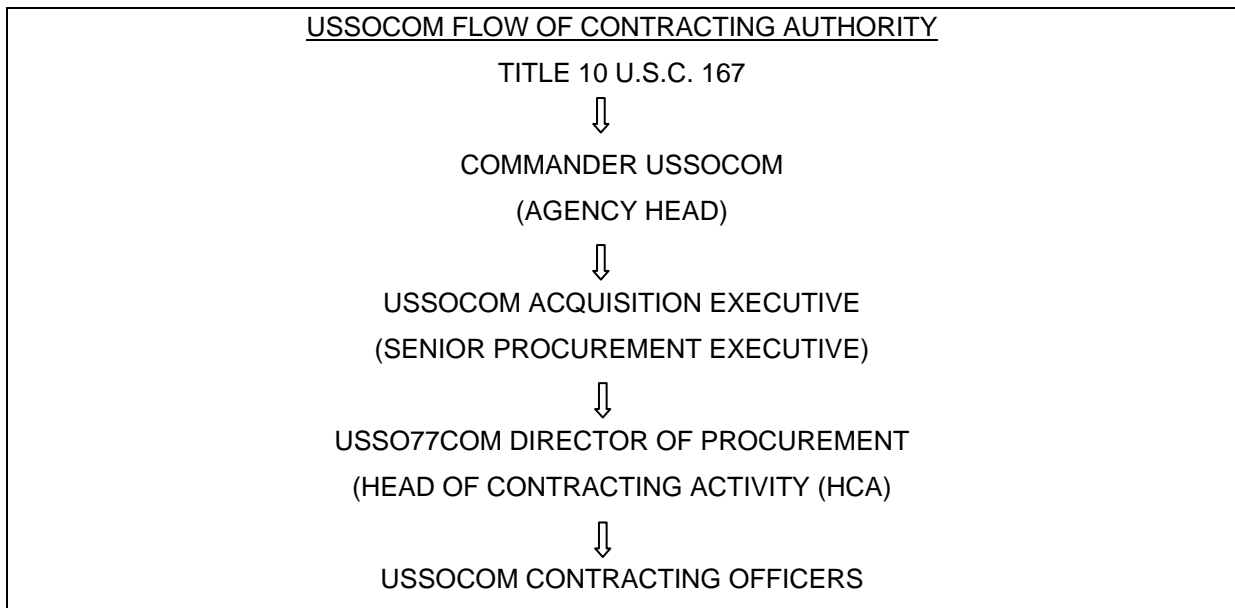 USSOCOM FLOW OF CONTRACTING AUTHORITY
TITLE 10 U.S.C. 167
COMMANDER USSOCOM
(AGENCY HEAD)
USSOCOM ACQUISITION EXECUTIVE
(SENIOR PROCUREMENT EXECUTIVE)
USSO77COM DIRECTOR OF PROCUREMENT
(HEAD OF CONTRACTING ACTIVITY (HCA)
USSOCOM CONTRACTING OFFICERS